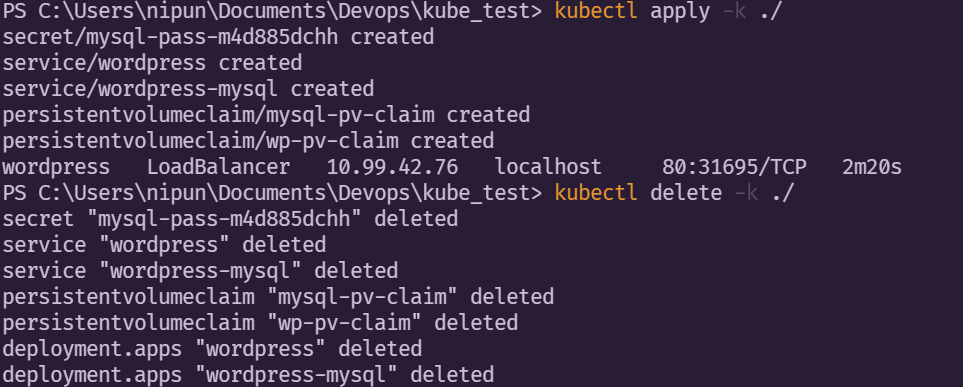 PS C:\Users\nipun\Documents\Devops\kube_test> kubectl apply -k ./
secret/mysql-pass-m4d885dchh created
service/wordpress created
service/wordpress-mysql created
persistentvolumeclaim/mysql-pv-claim created
persistentvolumeclaim/wp-pv-claim created
wordpress   LoadBalancer   10.99.42.76   localhost     80:31695/TCP   2m20s
PS C:\Users\nipun\Documents\Devops\kube_test> kubectl delete -k ./
secret "mysql-pass-m4d885dchh" deleted
service "wordpress" deleted
service "wordpress-mysql" deleted
persistentvolumeclaim "mysql-pv-claim" deleted
persistentvolumeclaim "wp-pv-claim" deleted
deployment.apps "wordpress" deleted
deployment.apps "wordpress-mysql" deleted